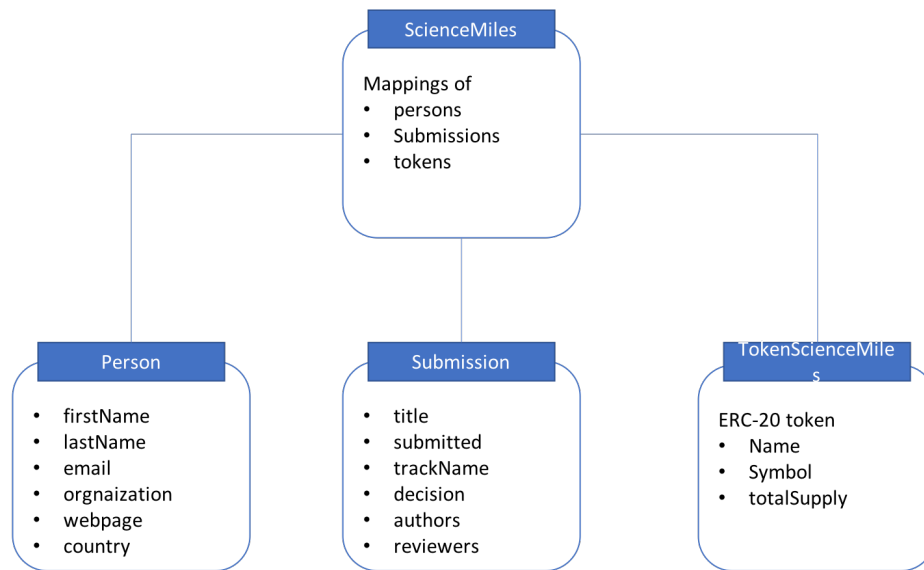 ScienceMiles
Mappings of
• persons
• Submissions
• tokens
Person
• firstName
• lastName
• email
• orgnaization
• webpage
• country
Submission
• title
• submitted
• trackName
• decision
• authors
• reviewers
TokenScienceMile
s
ERC-20 token
• Name
• Symbol
• totalSupply